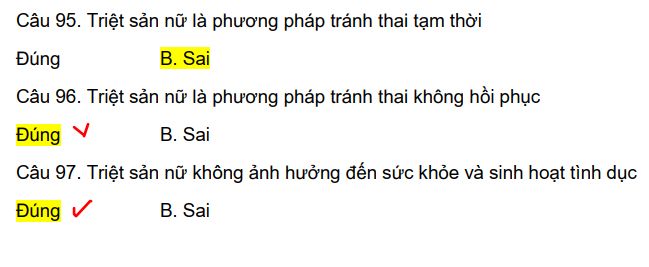 Câu 95. Triệt sản nữ là phương pháp tránh thai tạm thời
Đúng B. Sai
Câu 96. Triệt sản nữ là phương pháp tránh thai không hồi phục
Đúng B. Sai
Câu 97. Triệt sản nữ không ảnh hưởng đến sức khỏe và sinh hoạt tình dục
Đúng B. Sai